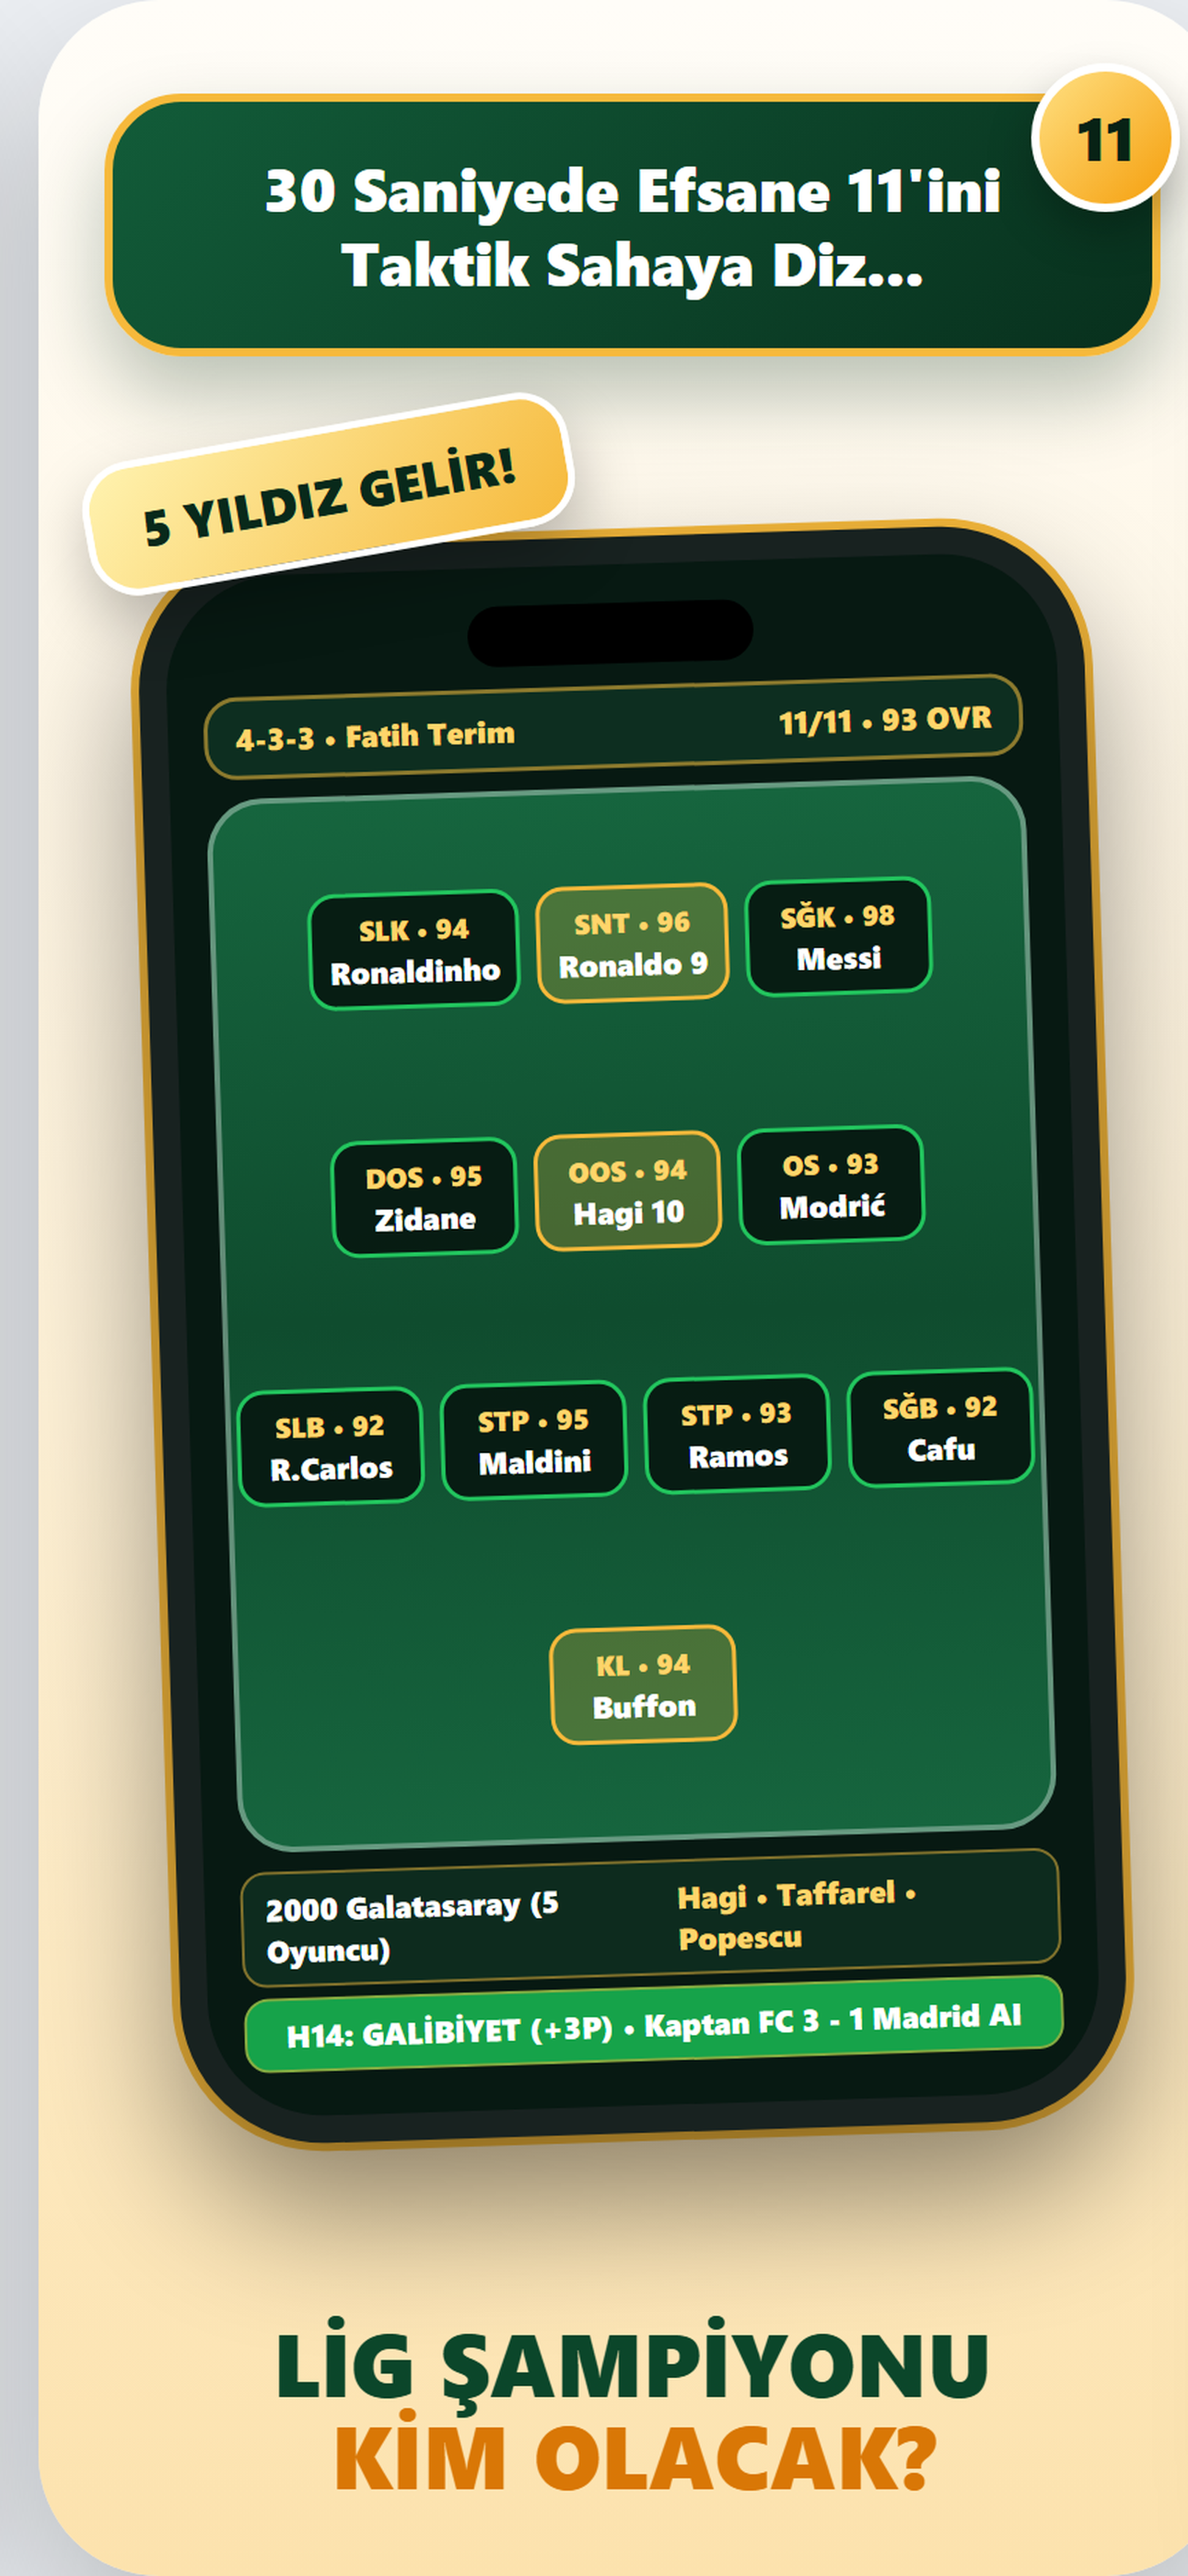 11
30 Saniyede Efsane 11'ini
Taktik Sahaya Diz...
5 YILDIZ GELİR!
4-3-3 • Fatih Terim
11/11 • 93 OVR
SLK • 94
Ronaldinho
SNT • 96
Ronaldo 9
SĞK • 98
Messi
DOS • 95
Zidane
OOS • 94
Hagi 10
OS • 93
Modrić
SLB • 92
R.Carlos
STP • 95
Maldini
STP • 93
Ramos
SĞB • 92
Cafu
KL • 94
Buffon
2000 Galatasaray (5
Oyuncu)
Hagi • Taffarel •
Popescu
H14: GALİBİYET (+3P) • Kaptan FC 3 - 1 Madrid AI
LİG ŞAMPİYONU
KİM OLACAK?